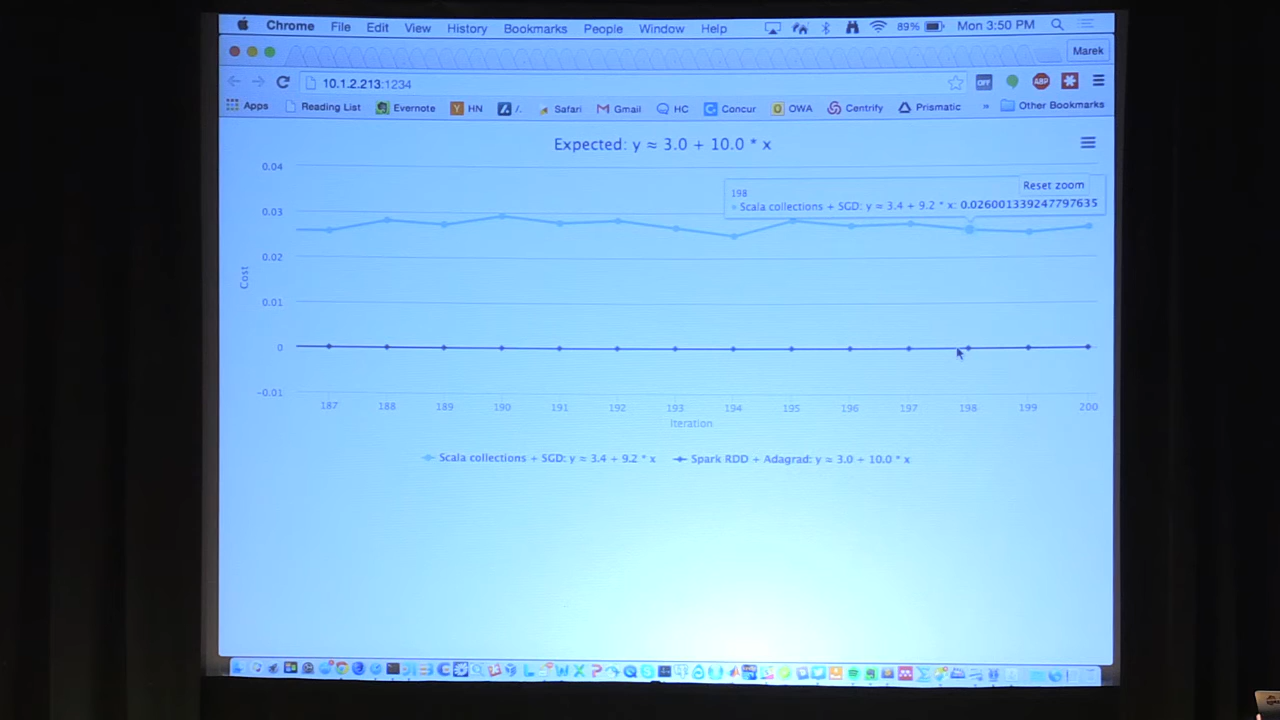 Chrome File Edit View History Bookmarks People Window Help 89% Mon 3:50 PM
Marek
10.1.2.213:1234 OFF ABP
Apps Reading List Evernote Y HN /. Safari Gmail HC Concur OWA Centrify Prismatic » Other Bookmarks
Expected: y ≈ 3.0 + 10.0 * x
0.04
Reset zoom
198
Scala collections + SGD: y ≈ 3.4 + 9.2 * x: 0.026001339247797635
0.03
0.02
Cost
0.01
0
-0.01
187 188 189 190 191 192 193 194 195 196 197 198 199 200
Iteration
Scala collections + SGD: y ≈ 3.4 + 9.2 * x Spark RDD + Adagrad: y ≈ 3.0 + 10.0 * x